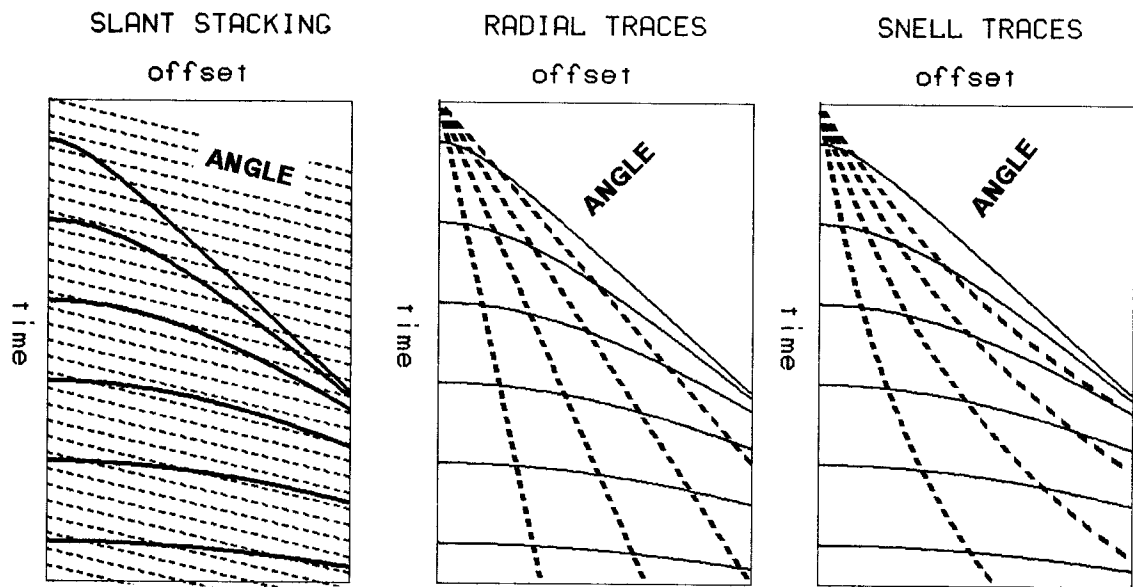 SLANT STACKING
offset
ANGLE
time
RADIAL TRACES
offset
ANGLE
time
SNELL TRACES
offset
ANGLE
time